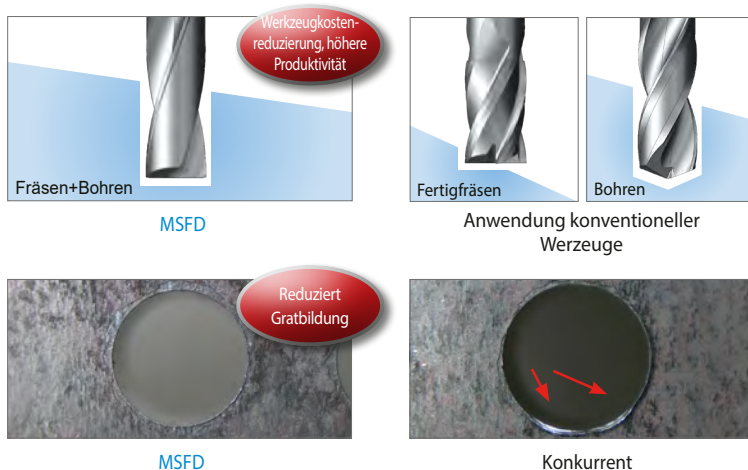 Werkzeugkosten-
reduzierung, höhere
Produktivität
Fräsen+Bohren
MSFD
Fertigfräsen
Bohren
Anwendung konventioneller
Werzeuge
Reduziert
Gratbildung
MSFD
Konkurrent